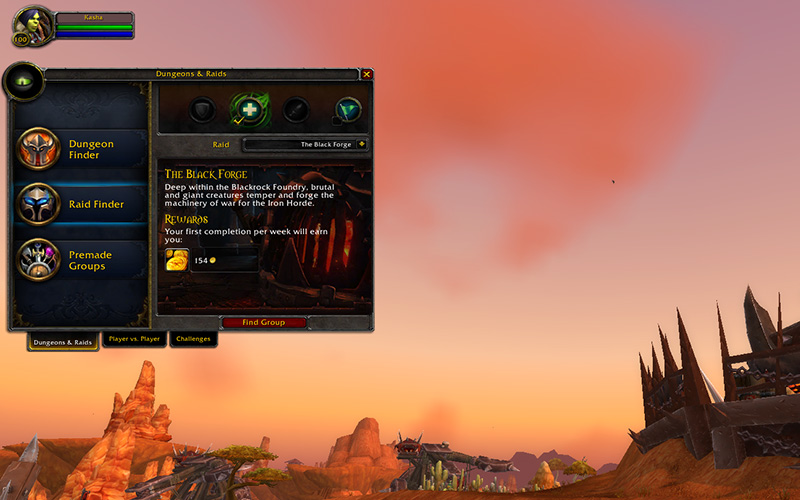 Kasha
100
Dungeons & Raids
Dungeon
Finder
Raid Finder
Premade
Groups
Raid
The Black Forge
The Black Forge
Deep within the Blackrock Foundry, brutal
and giant creatures temper and forge the
machinery of war for the Iron Horde.
Rewards
Your first completion per week will earn
you:
154
Find Group
Dungeons & Raids
Player vs. Player
Challenges